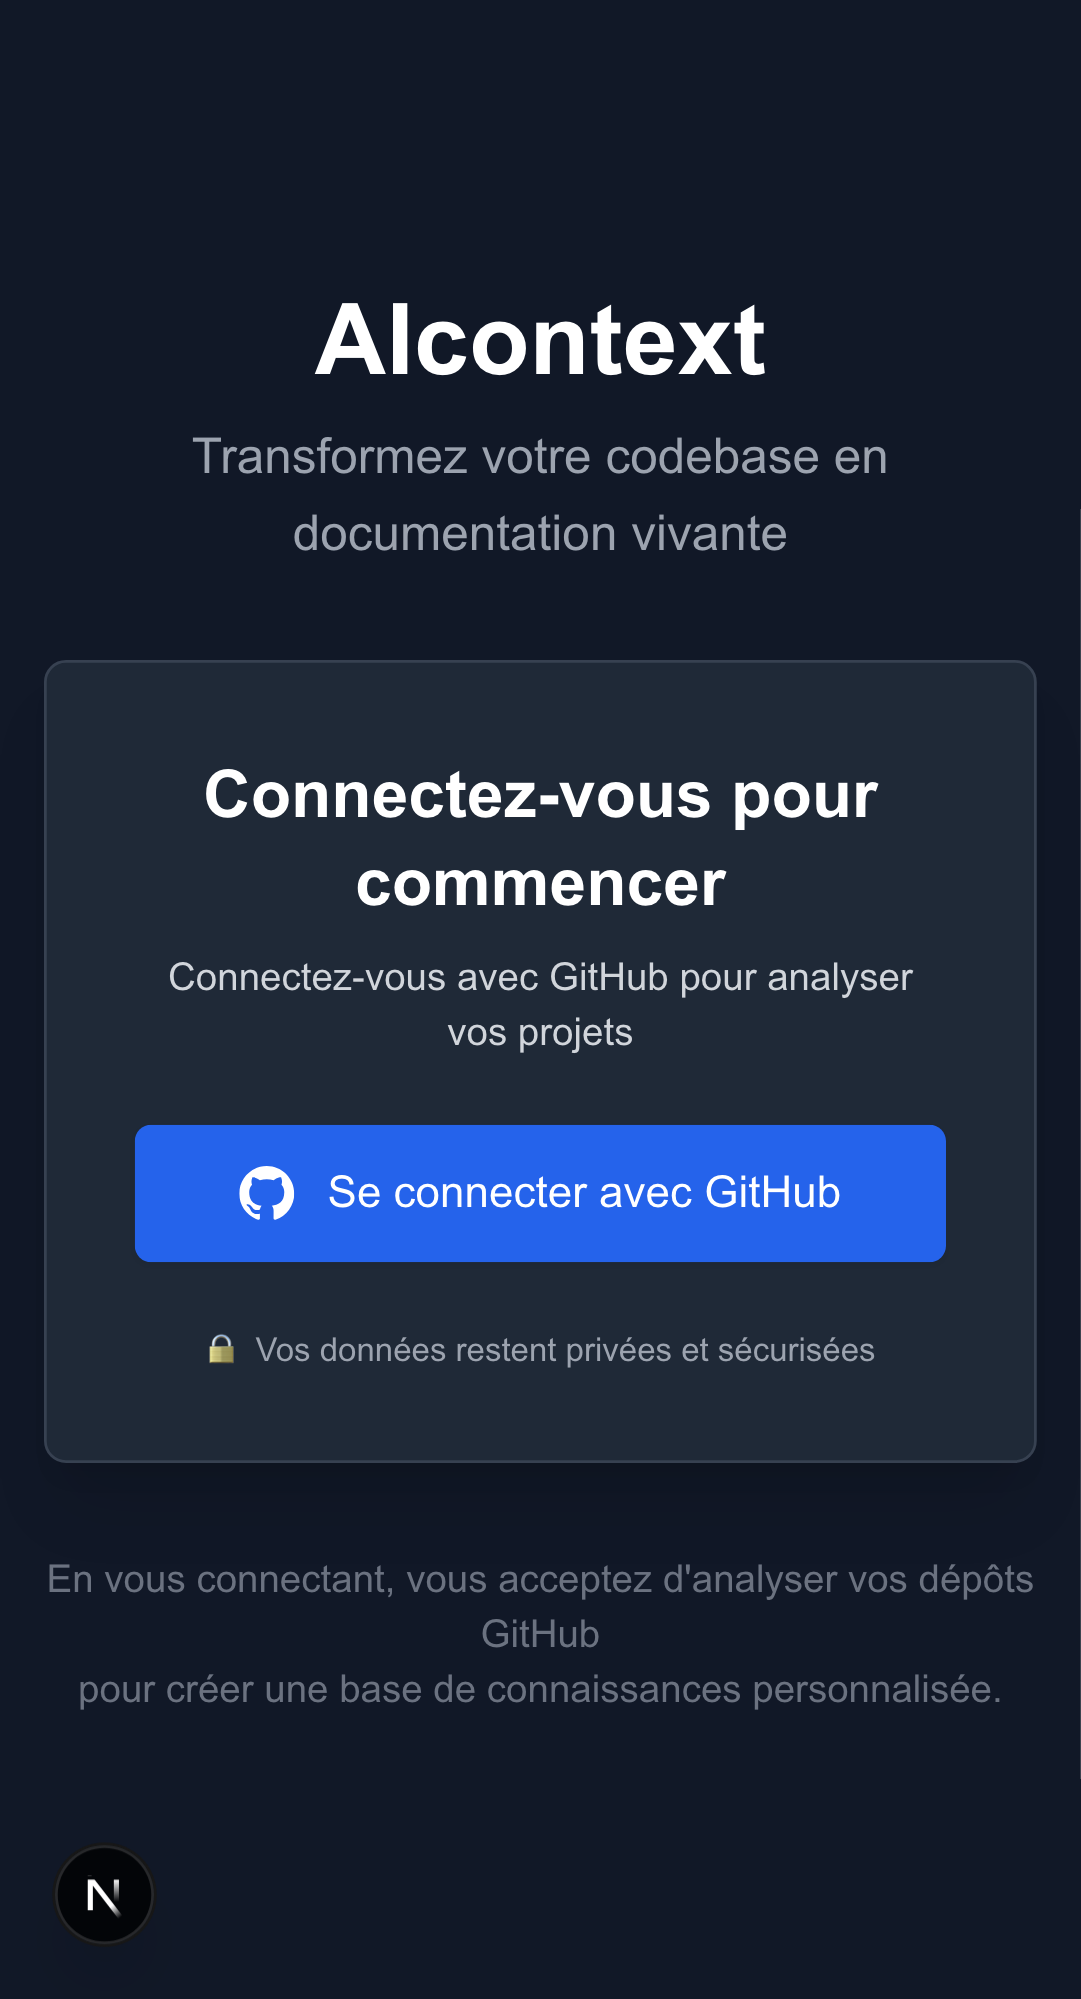 AIcontext
Transformez votre codebase en
documentation vivante
Connectez-vous pour
commencer
Connectez-vous avec GitHub pour analyser
vos projets
Se connecter avec GitHub
🔒 Vos données restent privées et sécurisées
En vous connectant, vous acceptez d'analyser vos dépôts
GitHub
pour créer une base de connaissances personnalisée.
N